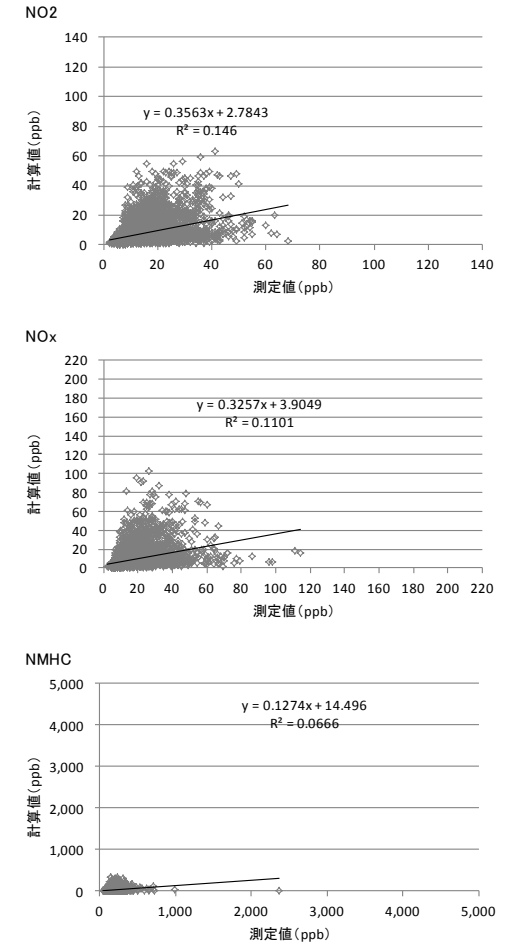 NO2
140
120
100
80
60
40
20
0
計算値(ppb)
y = 0.3563x + 2.7843
R² = 0.146
0 20 40 60 80 100 120 140
測定値(ppb)
NOx
220
200
180
160
140
120
100
80
60
40
20
0
計算値(ppb)
y = 0.3257x + 3.9049
R² = 0.1101
0 20 40 60 80 100 120 140 160 180 200 220
測定値(ppb)
NMHC
5,000
4,000
3,000
2,000
1,000
0
計算値(ppb)
y = 0.1274x + 14.496
R² = 0.0666
0 1,000 2,000 3,000 4,000 5,000
測定値(ppb)